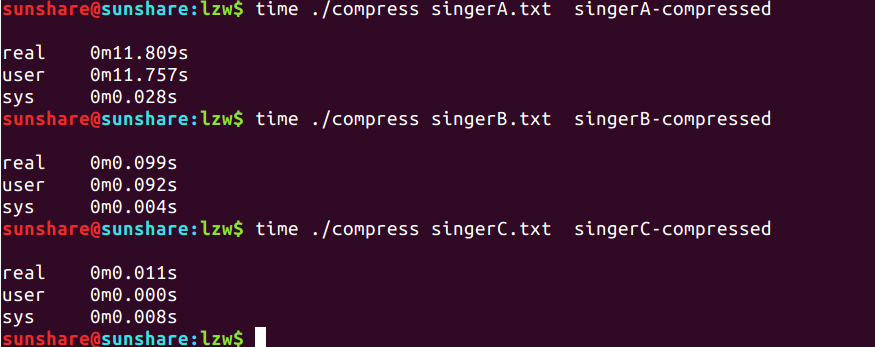 sunshare@sunshare:lzw$ time ./compress singerA.txt  singerA-compressed
real    0m11.809s
user    0m11.757s
sys     0m0.028s
sunshare@sunshare:lzw$ time ./compress singerB.txt  singerB-compressed
real    0m0.099s
user    0m0.092s
sys     0m0.004s
sunshare@sunshare:lzw$ time ./compress singerC.txt  singerC-compressed
real    0m0.011s
user    0m0.000s
sys     0m0.008s
sunshare@sunshare:lzw$